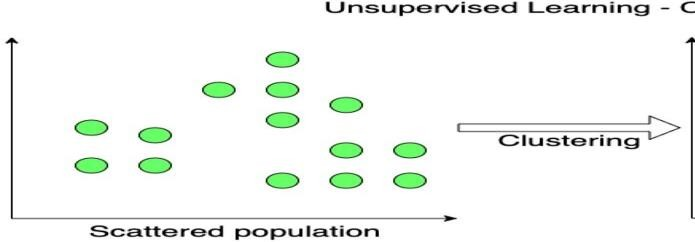 Unsupervised Learning - C
Clustering
Scattered population